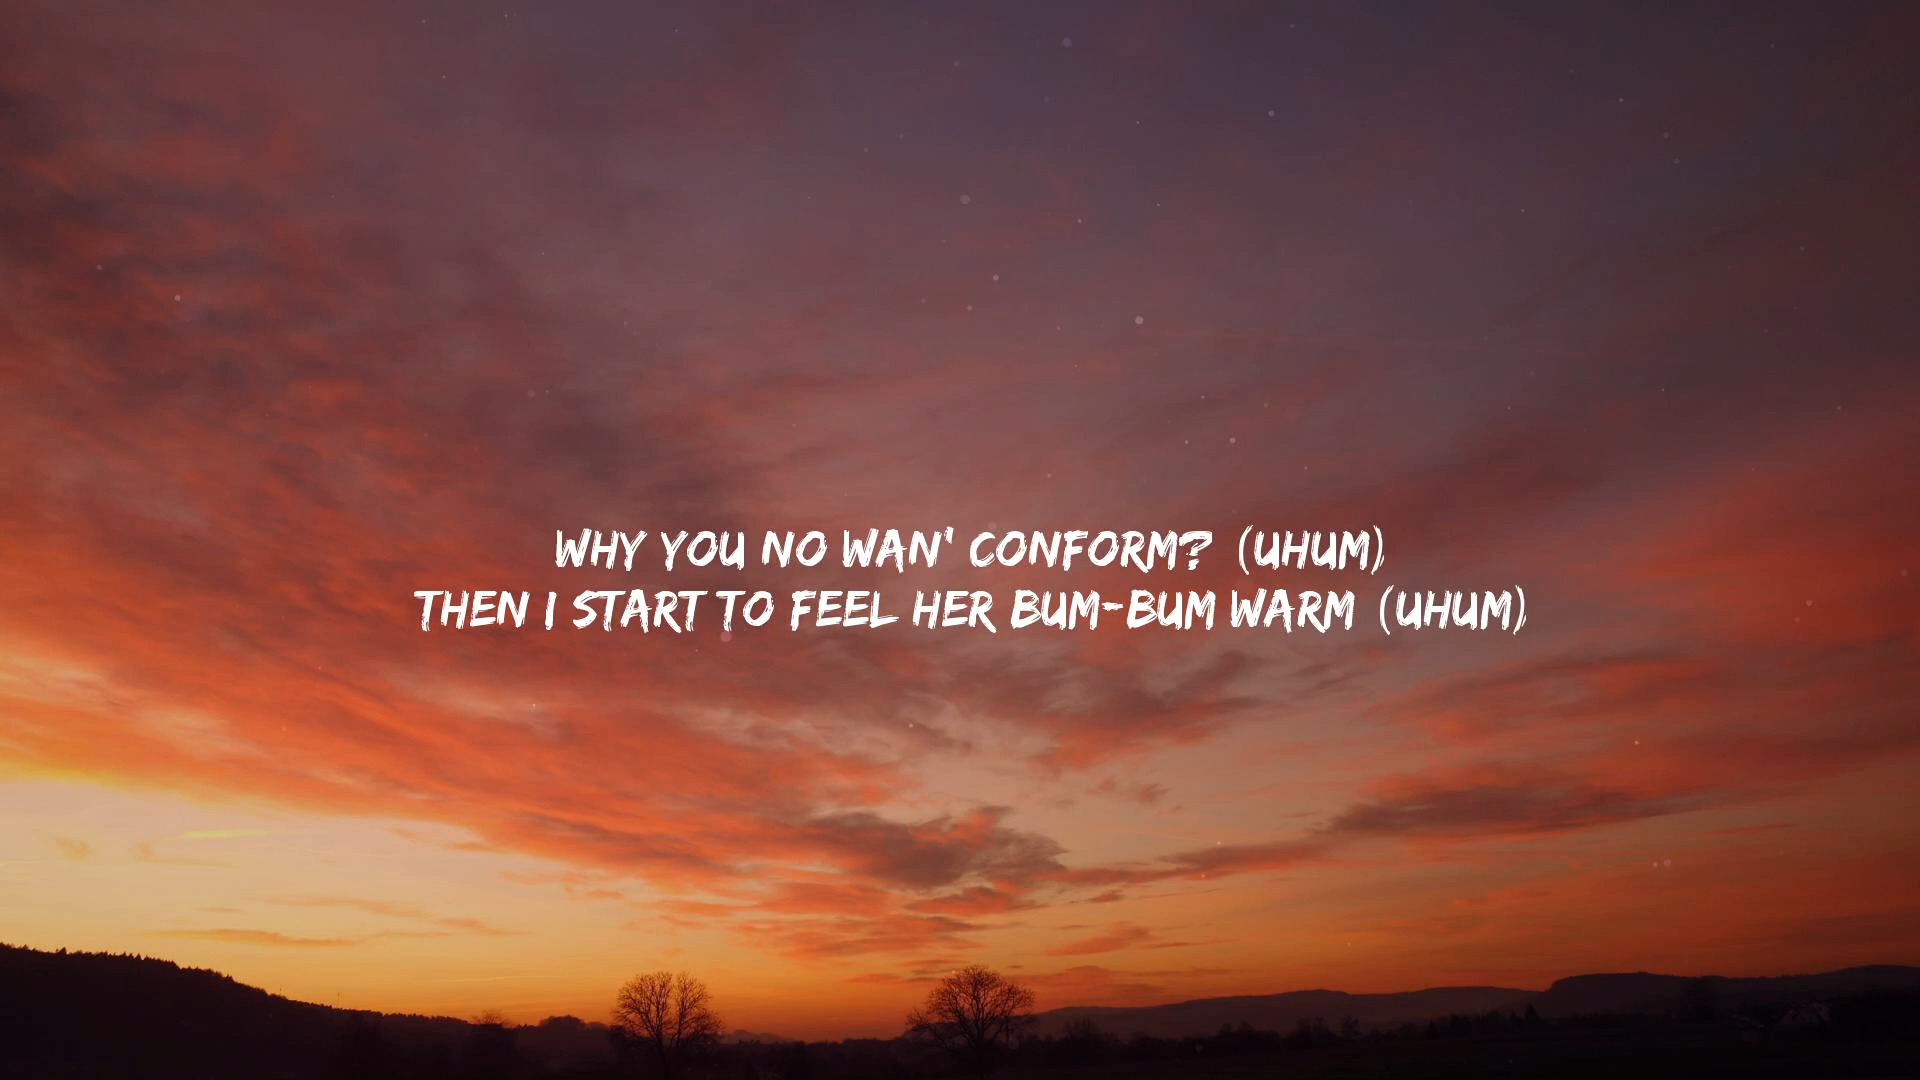 WHY YOU NO WAN' CONFORM? (UHUM)
THEN I START TO FEEL HER BUM-BUM WARM (UHUM)